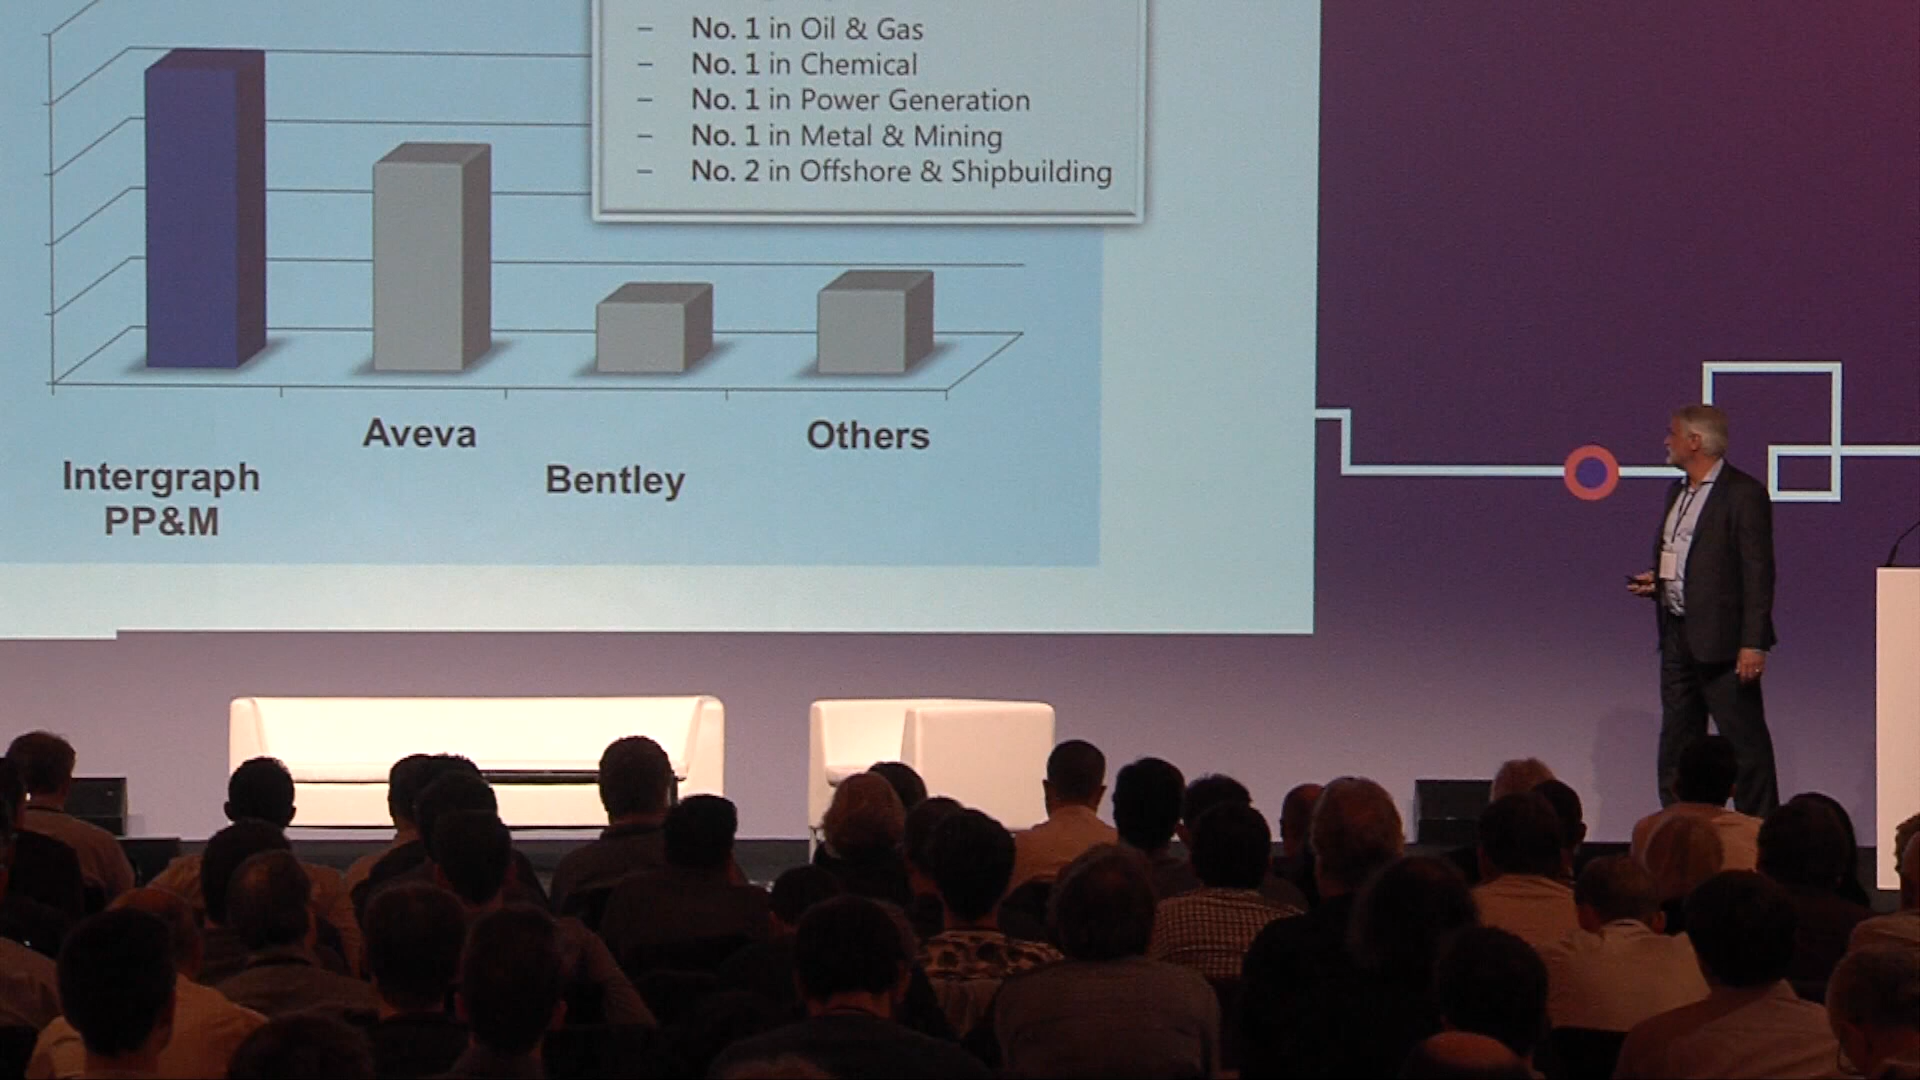 – No. 1 in Oil & Gas
– No. 1 in Chemical
– No. 1 in Power Generation
– No. 1 in Metal & Mining
– No. 2 in Offshore & Shipbuilding
Intergraph
PP&M
Aveva
Bentley
Others